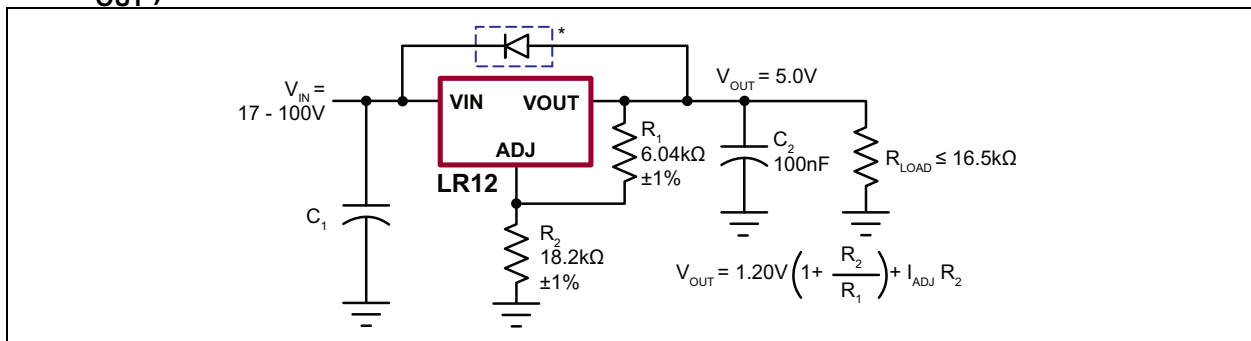 *
V_IN =
17 - 100V
VIN VOUT
ADJ
LR12
R_1
6.04kΩ
±1%
V_OUT = 5.0V
C_2
100nF
R_LOAD ≤ 16.5kΩ
C_1
R_2
18.2kΩ
±1%
V_OUT = 1.20V(1+ R_2/R_1)+ I_ADJ R_2